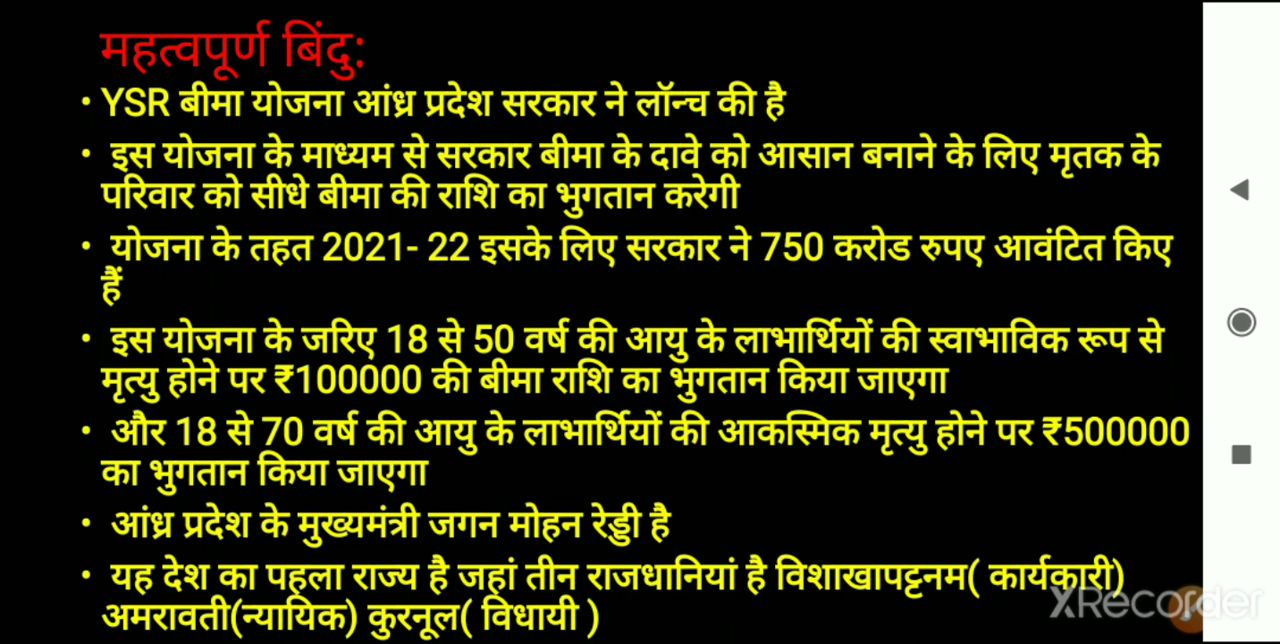 महत्वपूर्ण बिंदु:
• YSR बीमा योजना आंध्र प्रदेश सरकार ने लॉन्च की है
• इस योजना के माध्यम से सरकार बीमा के दावे को आसान बनाने के लिए मृतक के
परिवार को सीधे बीमा की राशि का भुगतान करेगी
• योजना के तहत 2021- 22 इसके लिए सरकार ने 750 करोड रुपए आवंटित किए
हैं
• इस योजना के जरिए 18 से 50 वर्ष की आयु के लाभार्थियों की स्वाभाविक रूप से
मृत्यु होने पर ₹100000 की बीमा राशि का भुगतान किया जाएगा
• और 18 से 70 वर्ष की आयु के लाभार्थियों की आकस्मिक मृत्यु होने पर ₹500000
का भुगतान किया जाएगा
• आंध्र प्रदेश के मुख्यमंत्री जगन मोहन रेड्डी है
• यह देश का पहला राज्य है जहां तीन राजधानियां है विशाखापट्टनम( कार्यकारी)
अमरावती(न्यायिक) कुरनूल( विधायी )
XRecorder